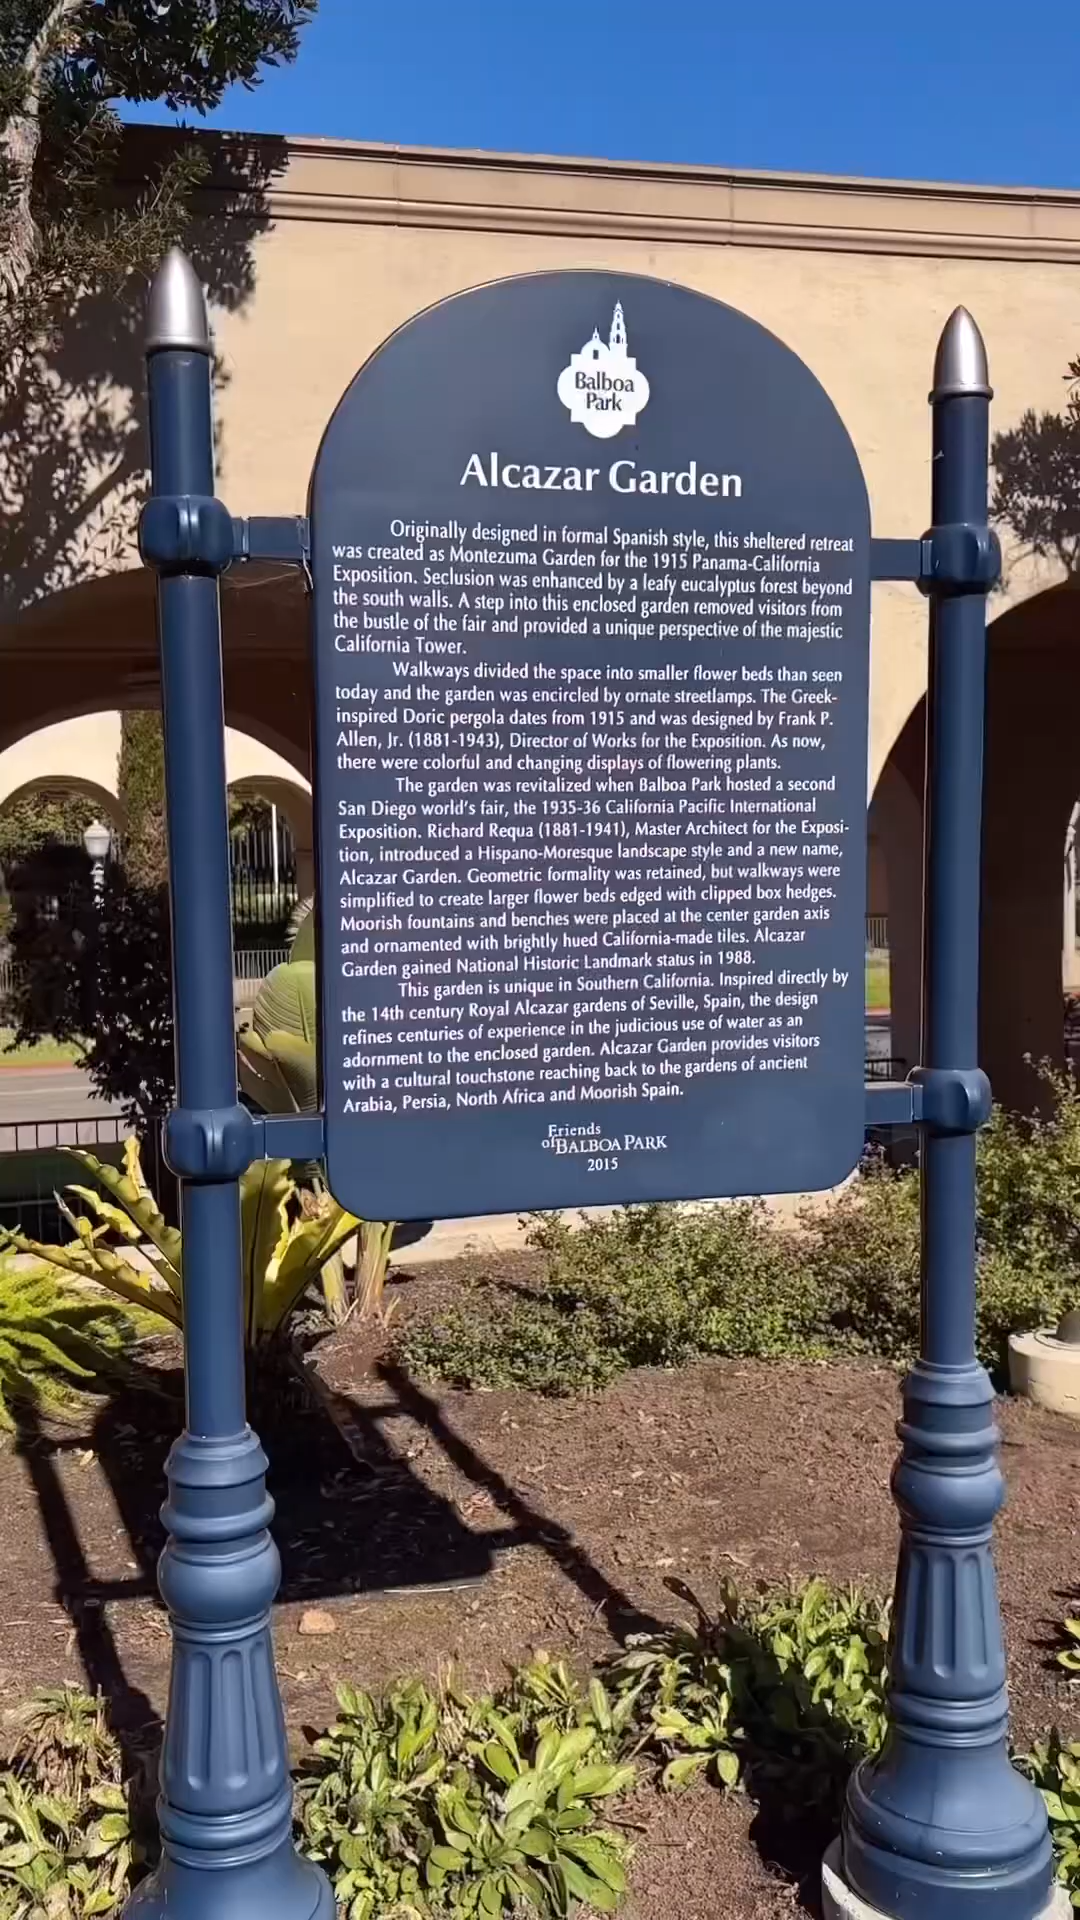 Balboa
Park
Alcazar Garden
Originally designed in formal Spanish style, this sheltered retreat
was created as Montezuma Garden for the 1915 Panama-California
Exposition. Seclusion was enhanced by a leafy eucalyptus forest beyond
the south walls. A step into this enclosed garden removed visitors from
the bustle of the fair and provided a unique perspective of the majestic
California Tower.
Walkways divided the space into smaller flower beds than seen
today and the garden was encircled by ornate streetlamps. The Greek-
inspired Doric pergola dates from 1915 and was designed by Frank P.
Allen, Jr. (1881-1943), Director of Works for the Exposition. As now,
there were colorful and changing displays of flowering plants.
The garden was revitalized when Balboa Park hosted a second
San Diego world's fair, the 1935-36 California Pacific International
Exposition. Richard Requa (1881-1941), Master Architect for the Exposi-
tion, introduced a Hispano-Moresque landscape style and a new name,
Alcazar Garden. Geometric formality was retained, but walkways were
simplified to create larger flower beds edged with clipped box hedges.
Moorish fountains and benches were placed at the center garden axis
and ornamented with brightly hued California-made tiles. Alcazar
Garden gained National Historic Landmark status in 1988.
This garden is unique in Southern California. Inspired directly by
the 14th century Royal Alcazar gardens of Seville, Spain, the design
refines centuries of experience in the judicious use of water as an
adornment to the enclosed garden. Alcazar Garden provides visitors
with a cultural touchstone reaching back to the gardens of ancient
Arabia, Persia, North Africa and Moorish Spain.
Friends
of BALBOA PARK
2015